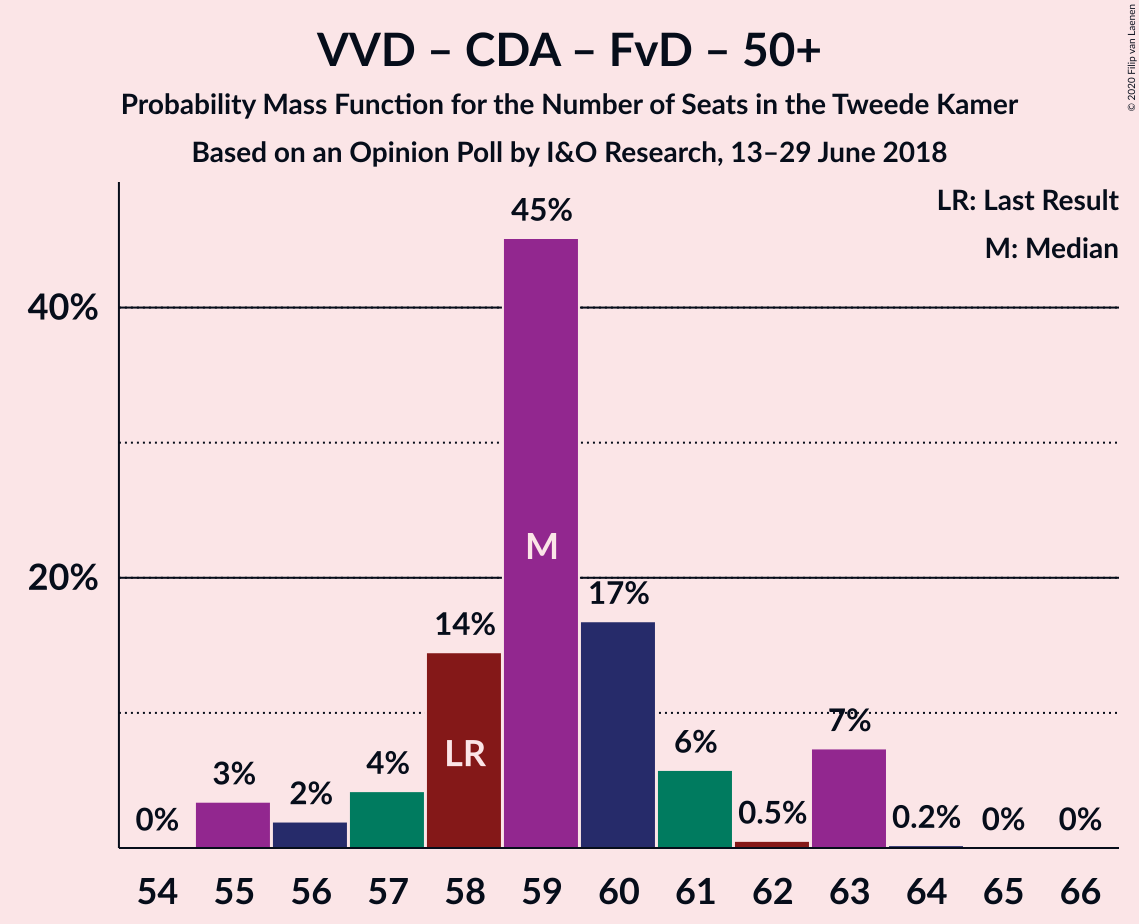 VVD – CDA – FvD – 50+
Probability Mass Function for the Number of Seats in the Tweede Kamer
Based on an Opinion Poll by I&O Research, 13–29 June 2018
© 2020 Filip van Laenen
LR: Last Result
M: Median
45%
40%
M
20%
17%
14%
LR
7%
6%
4%
3%
2%
0%
0.5%
0.2%
0%
0%
54 55 56 57 58 59 60 61 62 63 64 65 66